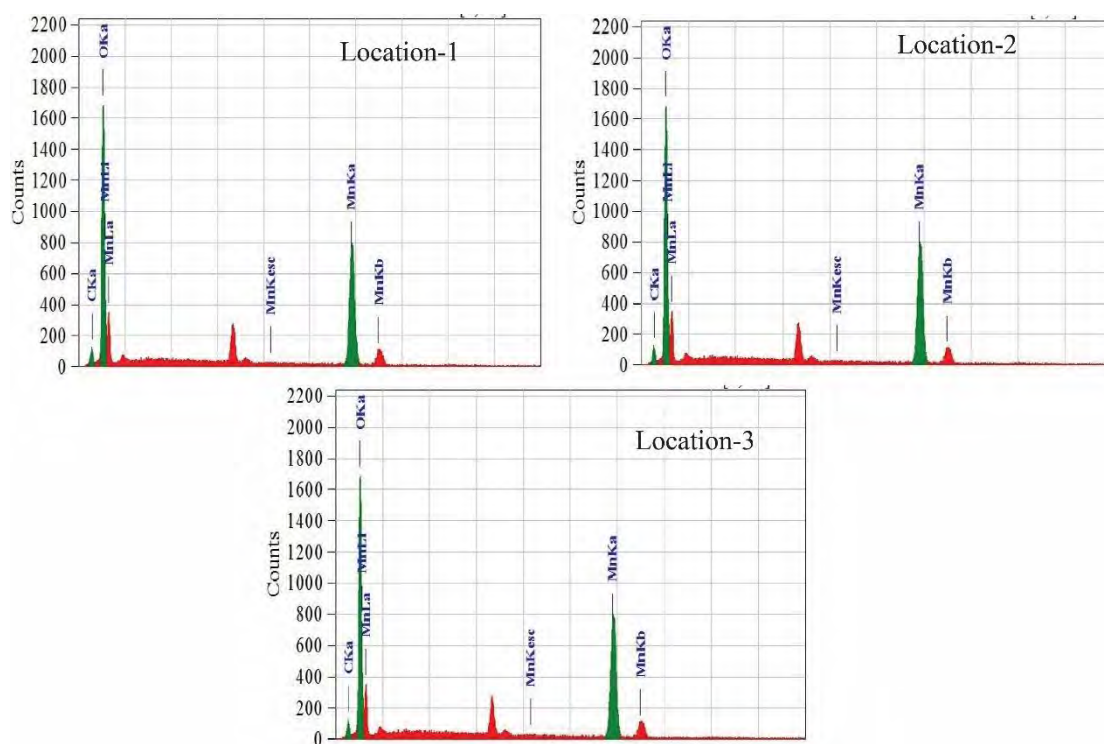 Location-1
Counts
2200
2000
1800
1600
1400
1200
1000
800
600
400
200
0
CKa
OKa
MnLl
MnLa
MnKesc
MnKa
MnKb
Location-2
Counts
2200
2000
1800
1600
1400
1200
1000
800
600
400
200
0
CKa
OKa
MnLl
MnLa
MnKesc
MnKa
MnKb
Location-3
Counts
2200
2000
1800
1600
1400
1200
1000
800
600
400
200
0
CKa
OKa
MnLl
MnLa
MnKesc
MnKa
MnKb